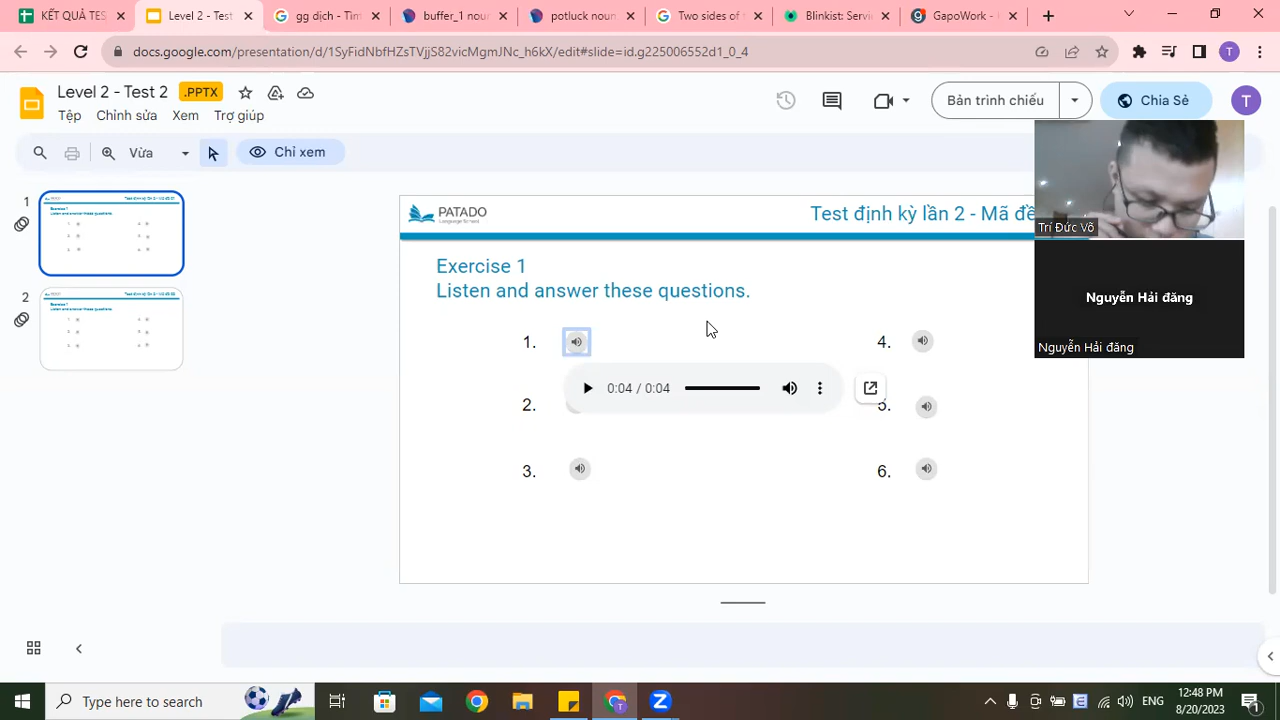 KẾT QUẢ TES
Level 2 - Test
gg dịch - Tìm
buffer_1 noun
potluck noun
Two sides of t
Blinkist: Servi
GapoWork - 
docs.google.com/presentation/d/1SyFidNbfHZsTVjjS82vicMgmJNc_h6kX/edit#slide=id.g225006552d1_0_4
T
Level 2 - Test 2 .PPTX
Bản trình chiếu
Chia Sẻ
T
Tệp Chỉnh sửa Xem Trợ giúp
Vừa
Chỉ xem
1
2
PATADO
Language School
Test định kỳ lần 2 - Mã đề
Exercise 1
Listen and answer these questions.
1.
4.
0:04 / 0:04
2.
5.
3.
6.
Trí Đức Võ
Nguyễn Hải đăng
Nguyễn Hải đăng
Type here to search
ENG
12:48 PM
8/20/2023
1